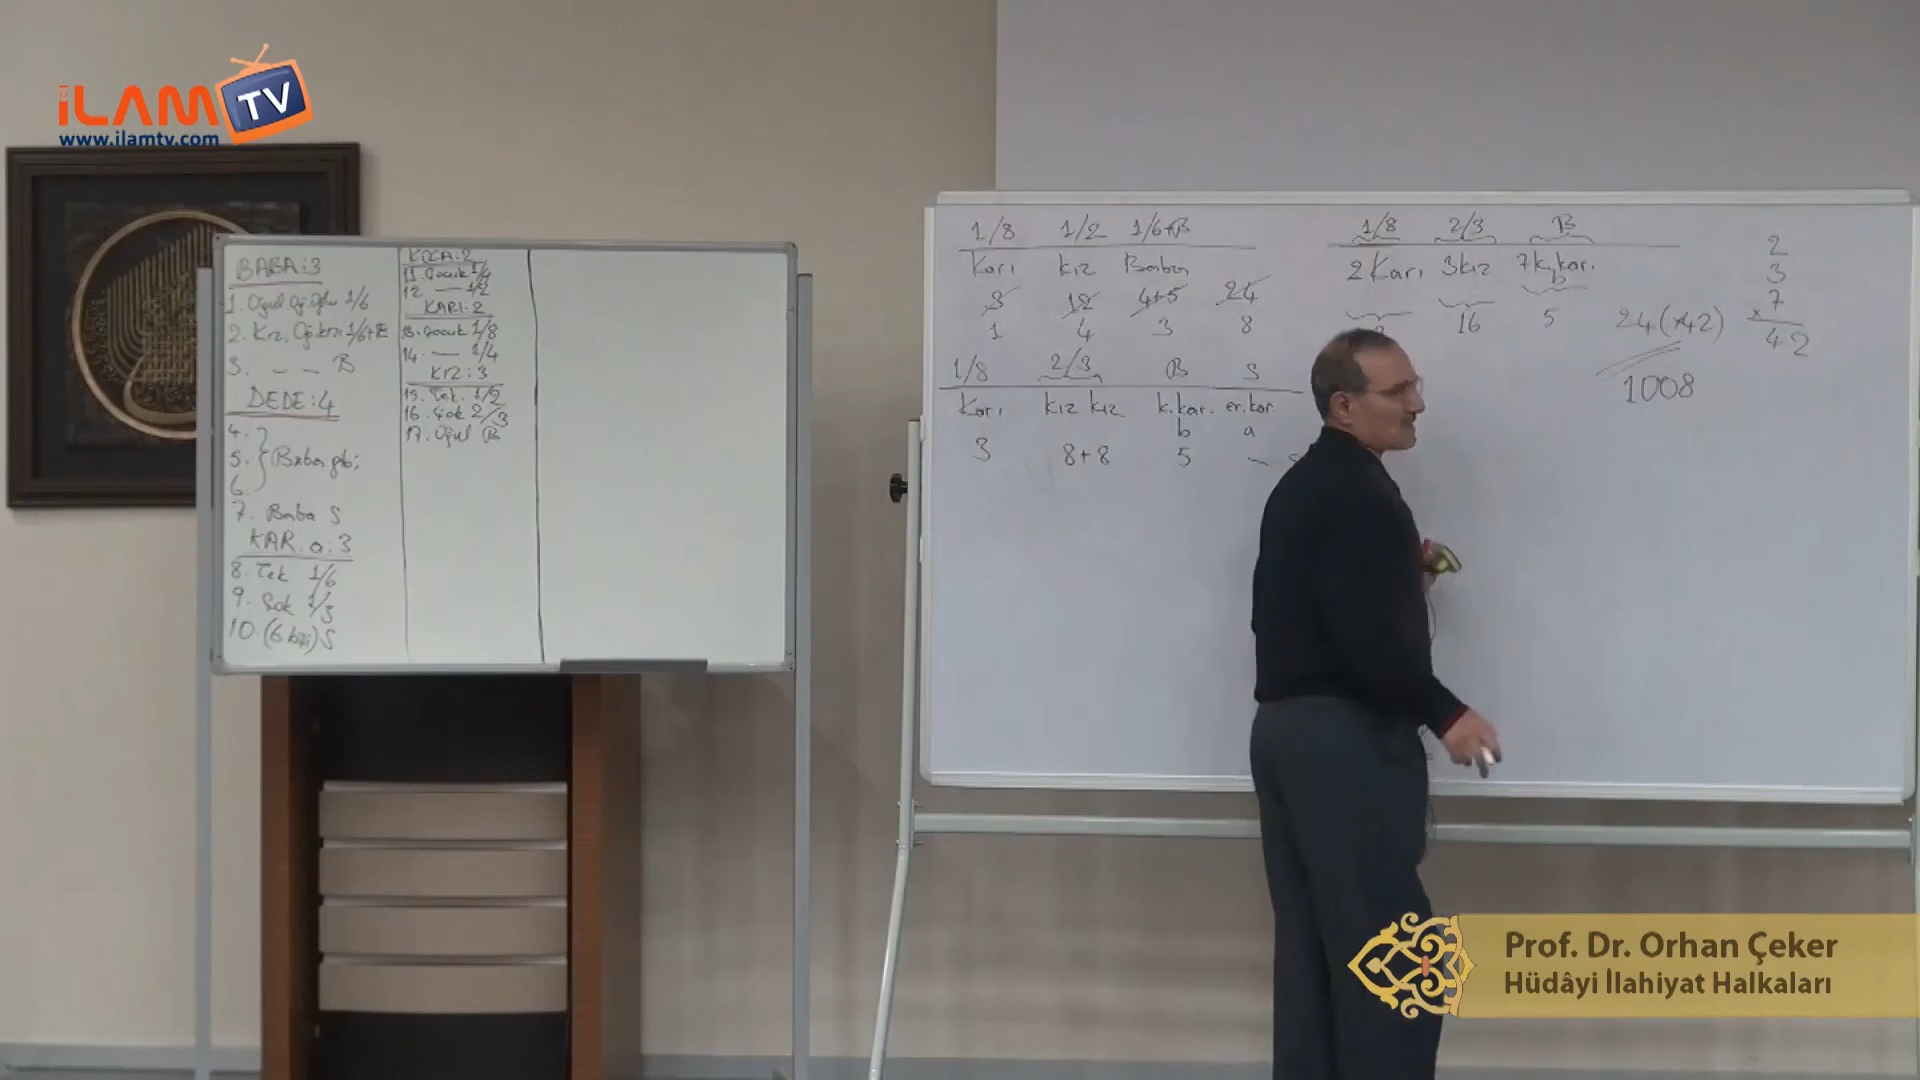 iLAM TV
www.ilamtv.com
BABA:3
1. Oğul, Oğ.Oğlu 1/6
2. Kız, Oğ.kızı 1/6+B
3. — — B
DEDE:4
4.
5. Baba gibi
6.
7. Baba S
KAR. a:3
8. Tek 1/6
9. Çok 1/3
10. (6 kişi) S
KOCA:2
11. Çocuk 1/4
12. — 1/2
KARI:2
13. Çocuk 1/8
14. — 1/4
KIZ:3
15. Tek 1/2
16. Çok 2/3
17. Oğul B
1/8 1/2 1/6+B
Karı Kız Baba
3 12 4+5 24
1 4 3 8
1/8 2/3 B S
Karı Kız Kız k.kar. er.kar.
b a
3 8+8 5 —
1/8 2/3 B
2 Karı 3 Kız 7 k.kar.
b
16 5 24(x42)
1008
2
3
7
x
42
Prof. Dr. Orhan Çeker
Hüdâyi İlahiyat Halkaları